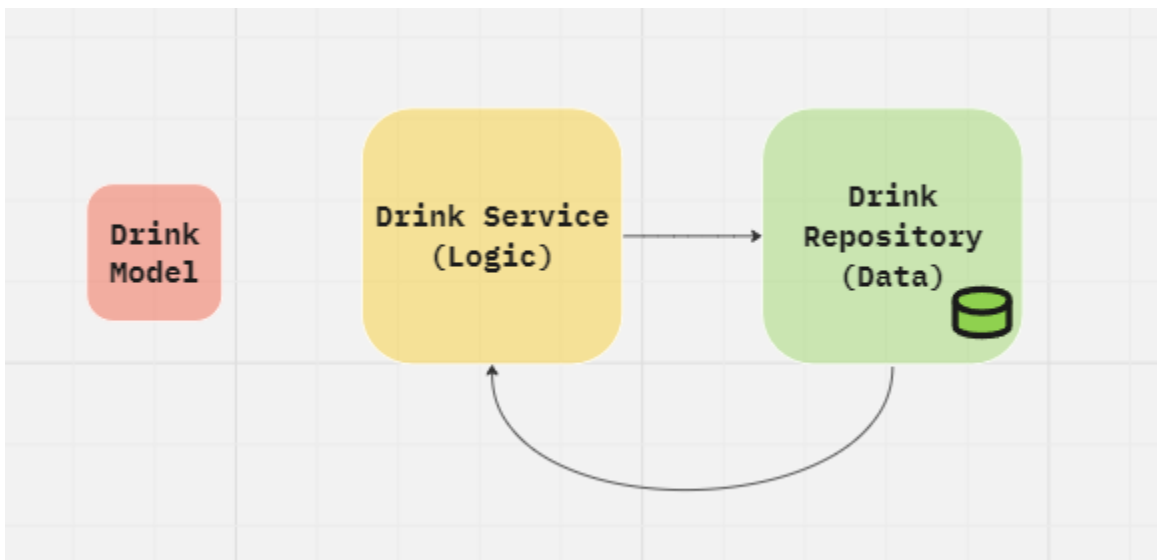 Drink
Model
Drink Service
(Logic)
Drink
Repository
(Data)